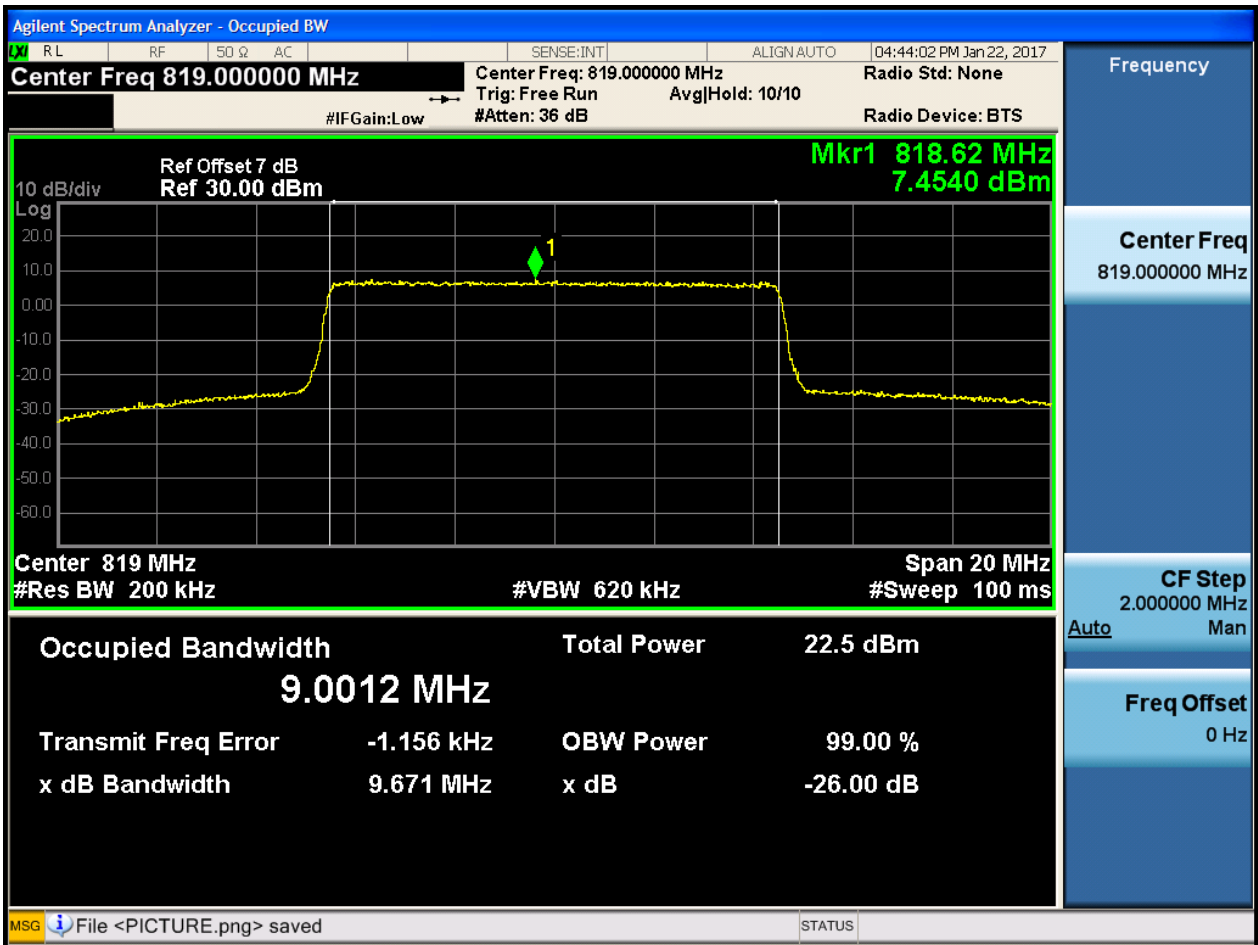 Agilent Spectrum Analyzer - Occupied BW
LXI RL RF 50 Ω AC SENSE:INT ALIGN AUTO 04:44:02 PM Jan 22, 2017
Center Freq 819.000000 MHz
Center Freq: 819.000000 MHz Radio Std: None
Trig: Free Run Avg|Hold: 10/10
#IFGain:Low #Atten: 36 dB Radio Device: BTS
Frequency
Mkr1 818.62 MHz
7.4540 dBm
Ref Offset 7 dB
10 dB/div Ref 30.00 dBm
Log
20.0
10.0
0.00
-10.0
-20.0
-30.0
-40.0
-50.0
-60.0
1
Center 819 MHz Span 20 MHz
#Res BW 200 kHz #VBW 620 kHz #Sweep 100 ms
Occupied Bandwidth Total Power 22.5 dBm
9.0012 MHz
Transmit Freq Error -1.156 kHz OBW Power 99.00 %
x dB Bandwidth 9.671 MHz x dB -26.00 dB
Center Freq
819.000000 MHz
CF Step
2.000000 MHz
Auto Man
Freq Offset
0 Hz
MSG File <PICTURE.png> saved STATUS